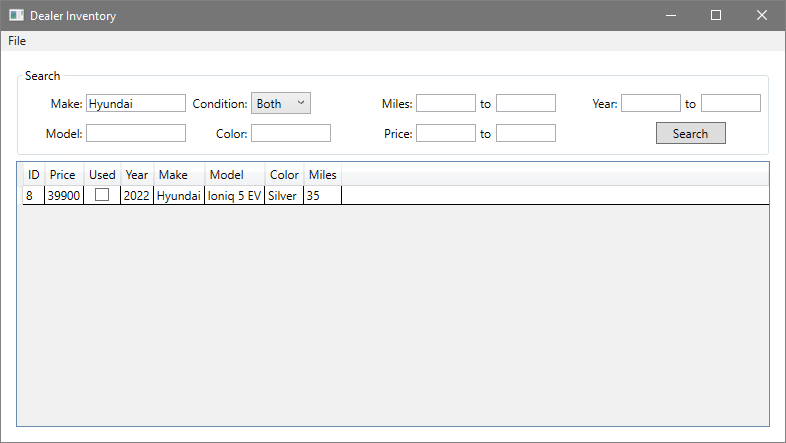 Dealer Inventory
File
Search
Make: Hyundai Condition: Both Miles: to Year: to
Model: Color: Price: to Search
ID Price Used Year Make Model Color Miles
8 39900 2022 Hyundai Ioniq 5 EV Silver 35